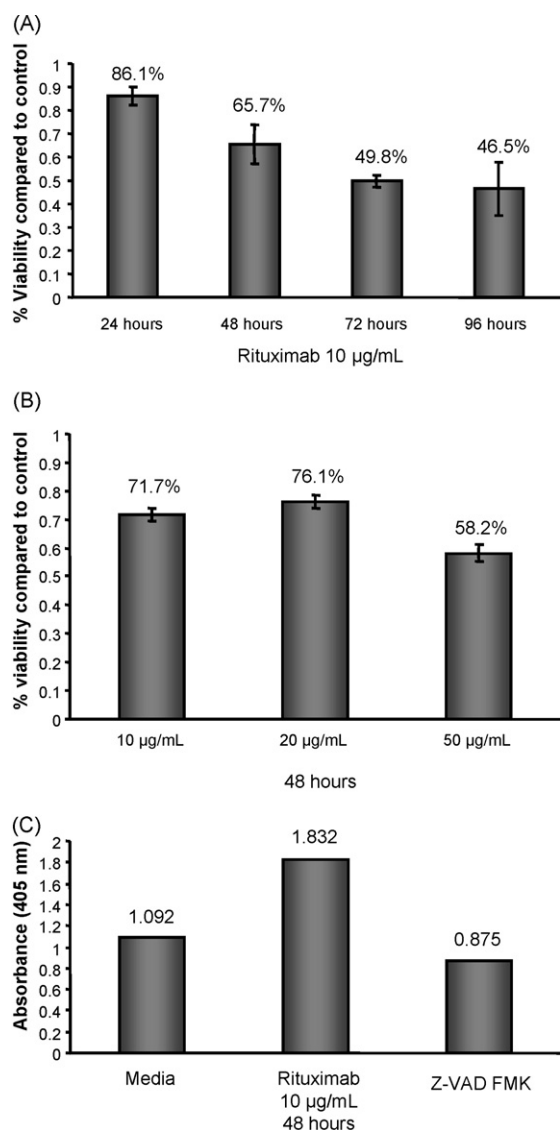 (A)
% Viability compared to control
1
0.9
0.8
0.7
0.6
0.5
0.4
0.3
0.2
0.1
0
86.1%
65.7%
49.8%
46.5%
24 hours
48 hours
72 hours
96 hours
Rituximab 10 µg/mL
(B)
% viability compared to control
1
0.9
0.8
0.7
0.6
0.5
0.4
0.3
0.2
0.1
0
71.7%
76.1%
58.2%
10 µg/mL
20 µg/mL
50 µg/mL
48 hours
(C)
Absorbance (405 nm)
2
1.8
1.8
1.2
1.2
1
0.8
0.6
0.4
0.2
0
1.092
1.832
0.875
Media
Rituximab
10 µg/mL
48 hours
Z-VAD FMK